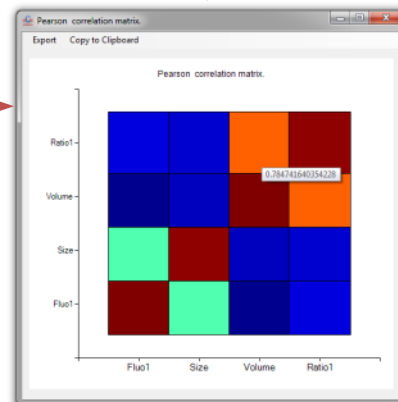 Pearson correlation matrix.
Export Copy to Clipboard
Pearson correlation matrix.
Ratio1
0.784741640354228
Volume
Size
Fluo1
Fluo1 Size Volume Ratio1